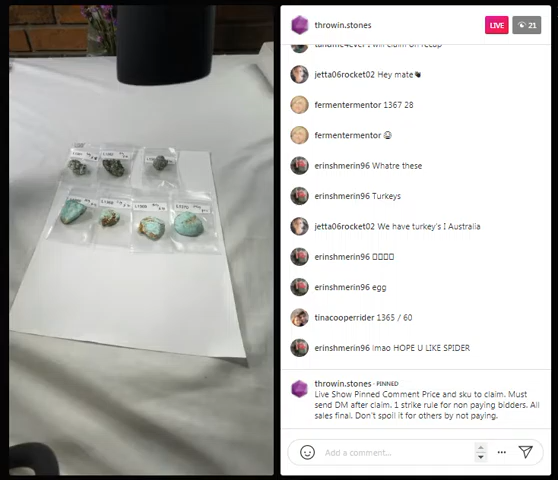 throwin.stones
LIVE
21
jetta06rocket02 Hey mate
fermentermentor 1367 28
fermentermentor
erinshmerin96 Whatre these
erinshmerin96 Turkeys
jetta06rocket02 We have turkey's I Australia
erinshmerin96
erinshmerin96 egg
tinacooperrider 1365 / 60
erinshmerin96 lmao HOPE U LIKE SPIDER
throwin.stones · PINNED
Live Show Pinned Comment Price and sku to claim. Must
send DM after claim. 1 strike rule for non paying bidders. All
sales final. Don't spoil it for others by not paying.
Add a comment...